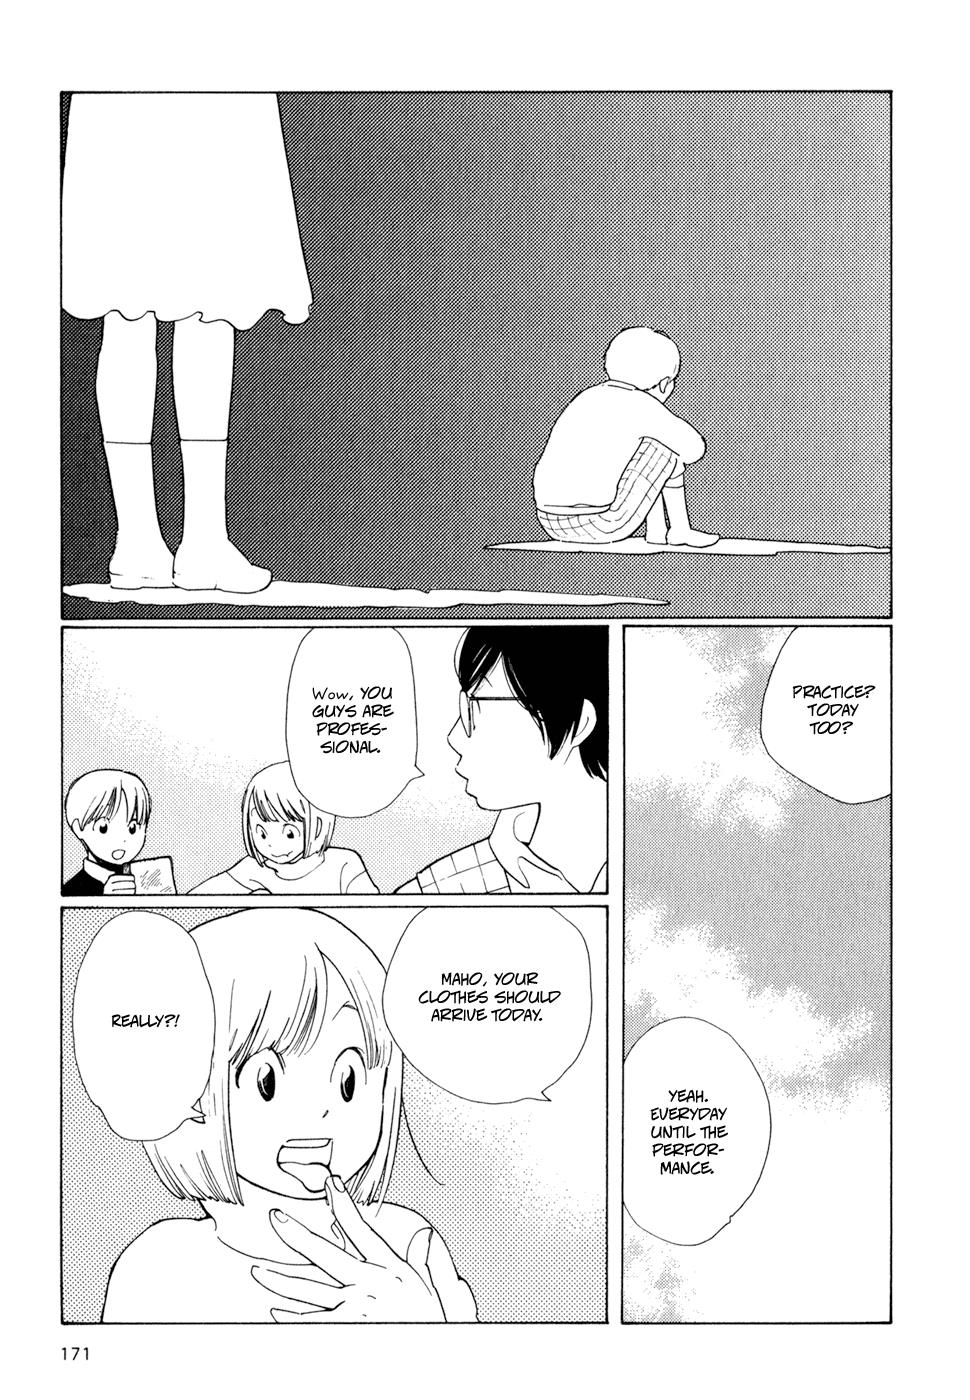 PRACTICE?
TODAY
TOO?
YEAH.
EVERYDAY
UNTIL THE
PERFOR-
MANCE.
Wow, YOU
GUYS ARE
PROFES-
SIONAL.
MAHO, YOUR
CLOTHES SHOULD
ARRIVE TODAY.
REALLY?!
171